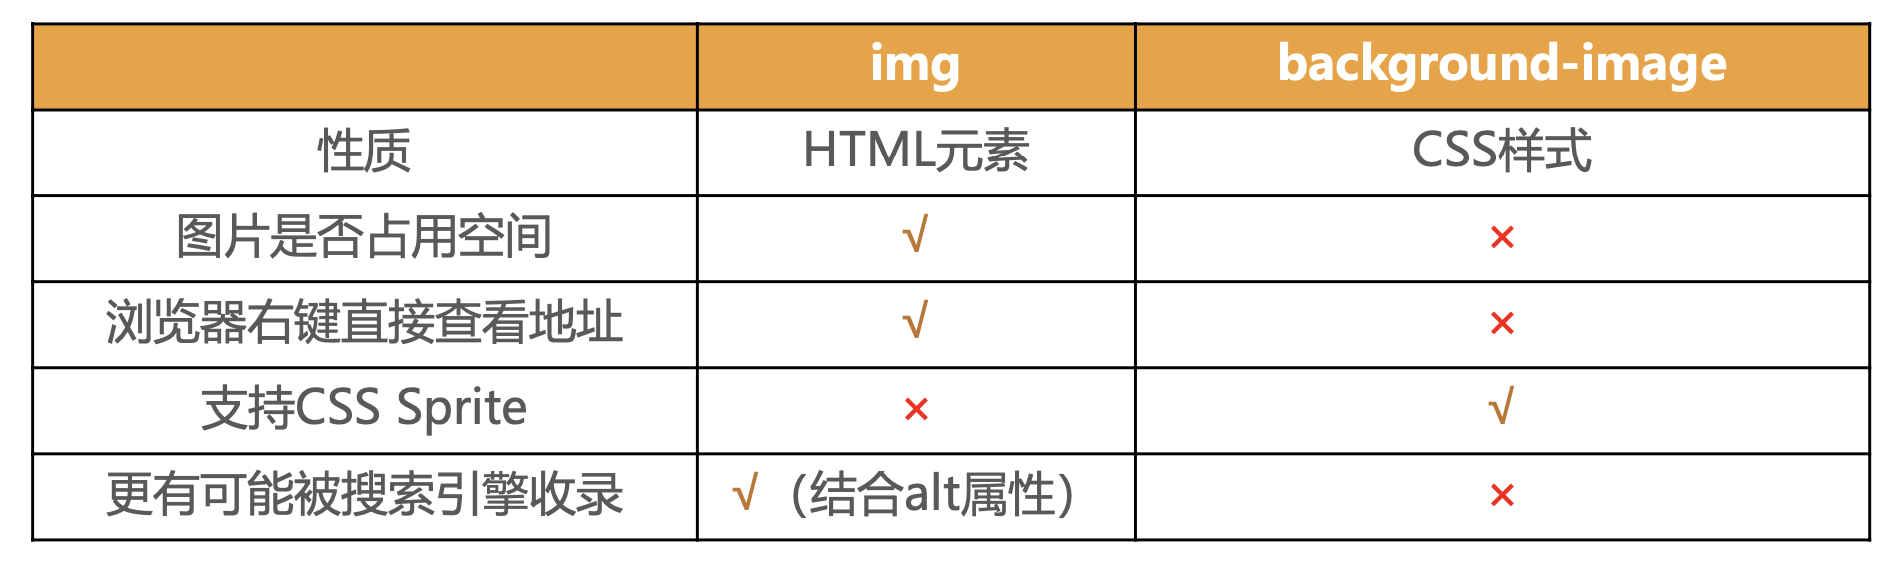 img background-image
性质 HTML元素 CSS样式
图片是否占用空间 √ ×
浏览器右键直接查看地址 √ ×
支持CSS Sprite × √
更有可能被搜索引擎收录 √（结合alt属性） ×